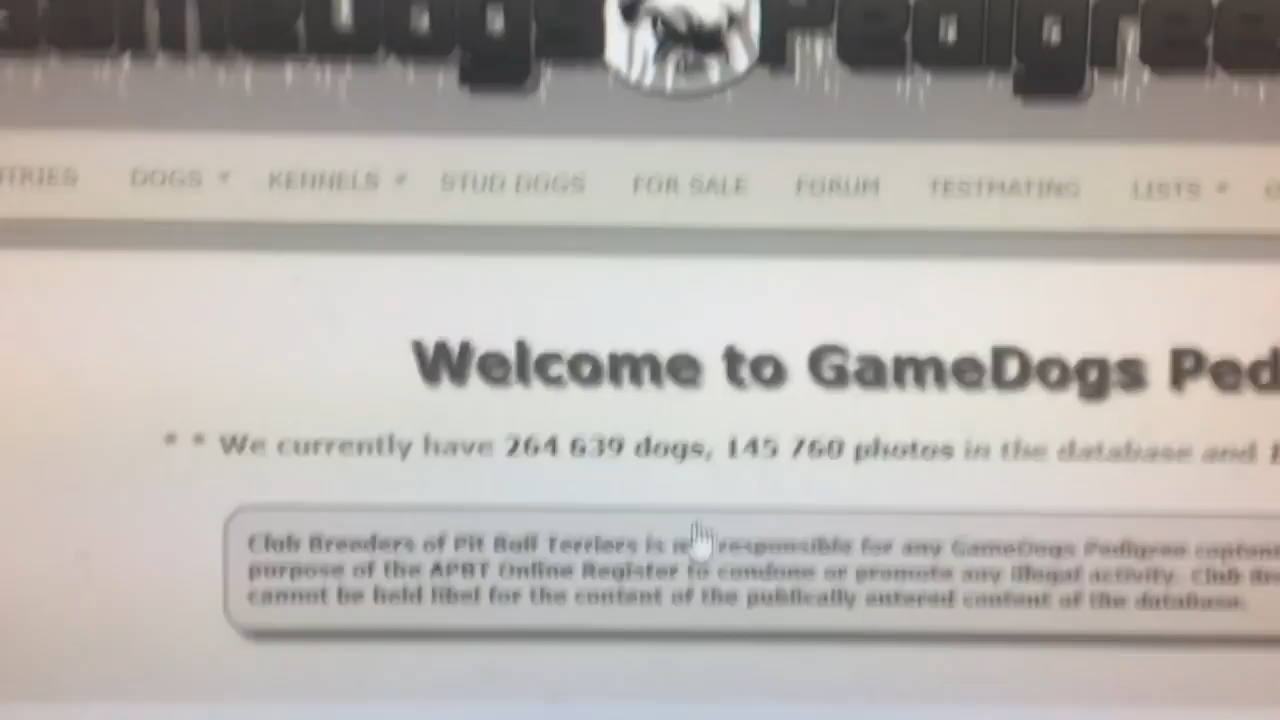 GameDogs Pedigree
TRIES DOGS KENNELS STUD DOGS FOR SALE FORUM TESTMATING LISTS
Welcome to GameDogs Ped
* * We currently have 264 639 dogs, 145 760 photos in the database and
Club Breeders of Pit Bull Terriers is responsible for any GameDogs Pedigree conten
purpose of the APBT Online Register to condone or promote any illegal activity. Club Br
cannot be held libel for the content of the publically entered content of the database.